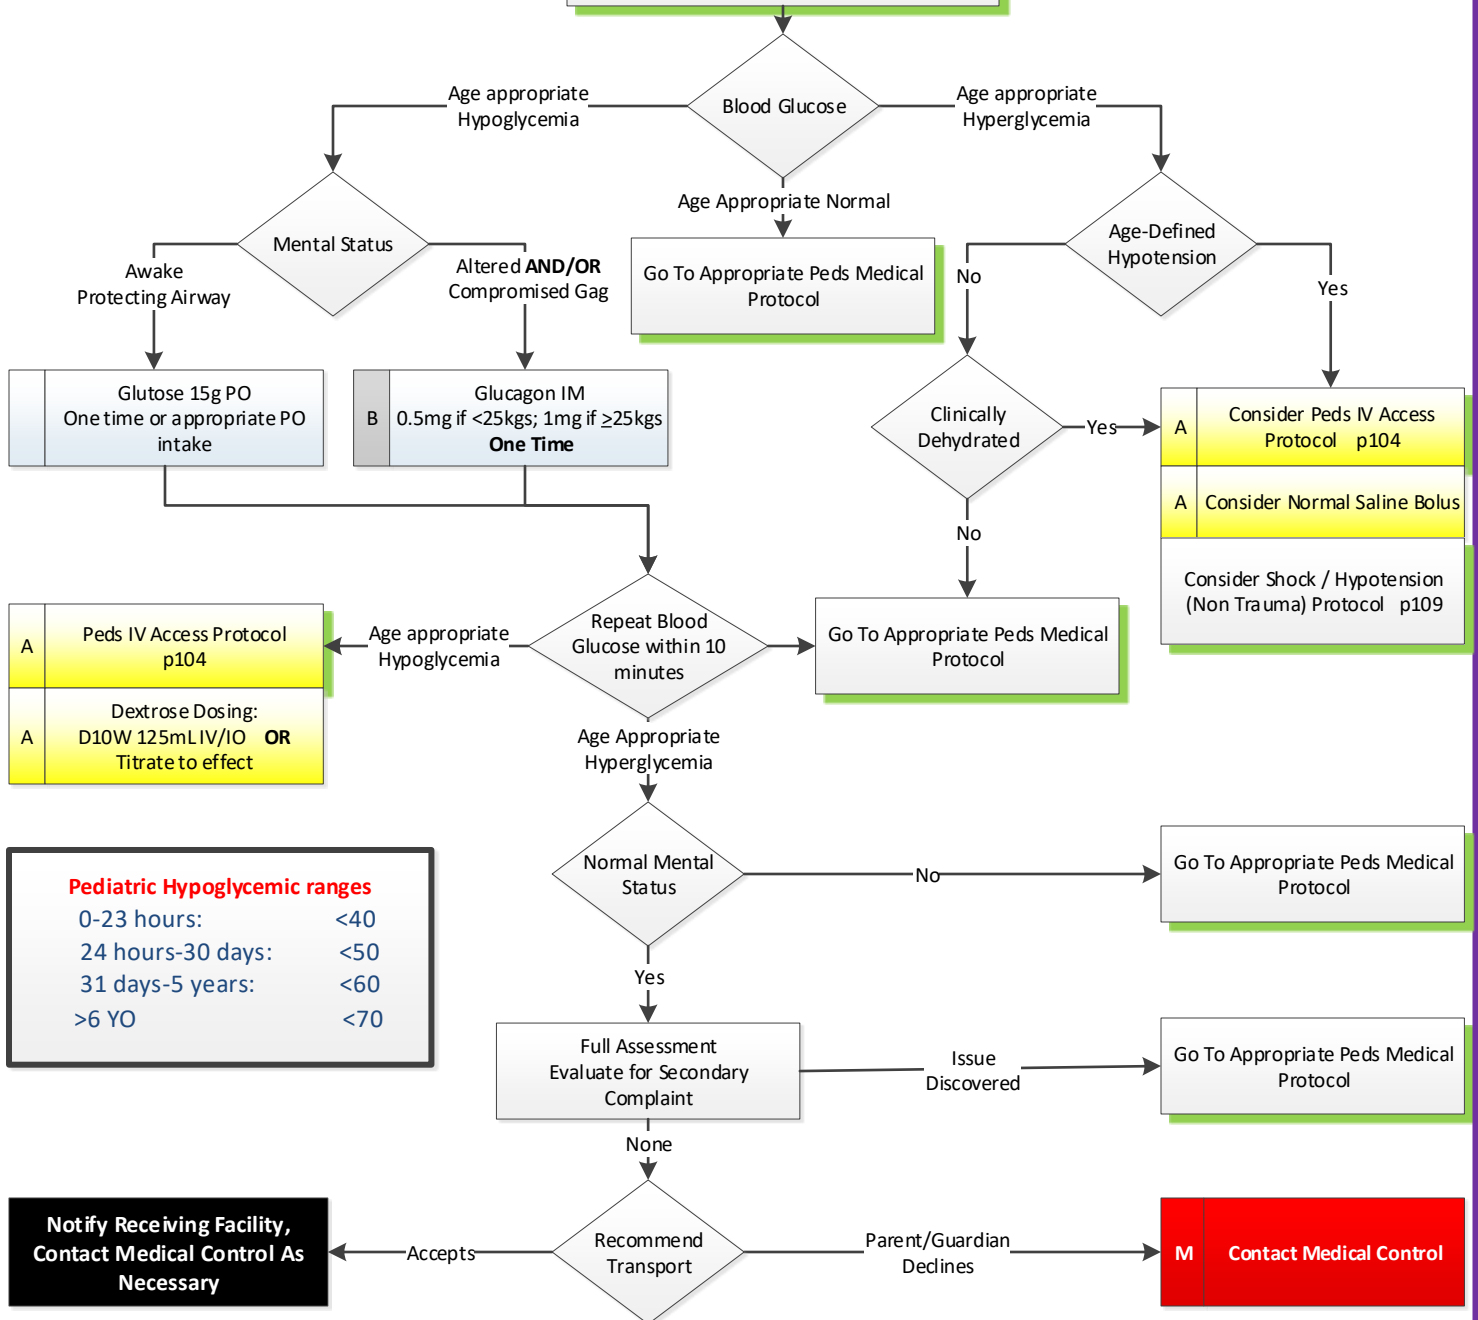 Blood Glucose
Age appropriate
Hypoglycemia
Age appropriate
Hyperglycemia
Age Appropriate Normal
Mental Status
Age-Defined
Hypotension
Go To Appropriate Peds Medical
Protocol
Awake
Protecting Airway
Altered AND/OR
Compromised Gag
No
Yes
Glutose 15g PO
One time or appropriate PO
intake
B
Glucagon IM
0.5mg if <25kgs; 1mg if ≥25kgs
One Time
Clinically
Dehydrated
Yes
A
Consider Peds IV Access
Protocol p104
A
Consider Normal Saline Bolus
Consider Shock / Hypotension
(Non Trauma) Protocol p109
No
A
Peds IV Access Protocol
p104
A
Dextrose Dosing:
D10W 125mL IV/IO OR
Titrate to effect
Age appropriate
Hypoglycemia
Repeat Blood
Glucose within 10
minutes
Go To Appropriate Peds Medical
Protocol
Age Appropriate
Hyperglycemia
Normal Mental
Status
No
Go To Appropriate Peds Medical
Protocol
Pediatric Hypoglycemic ranges
0-23 hours: <40
24 hours-30 days: <50
31 days-5 years: <60
>6 YO <70
Yes
Full Assessment
Evaluate for Secondary
Complaint
Issue
Discovered
Go To Appropriate Peds Medical
Protocol
None
Recommend
Transport
Accepts
Notify Receiving Facility,
Contact Medical Control As
Necessary
Parent/Guardian
Declines
M
Contact Medical Control